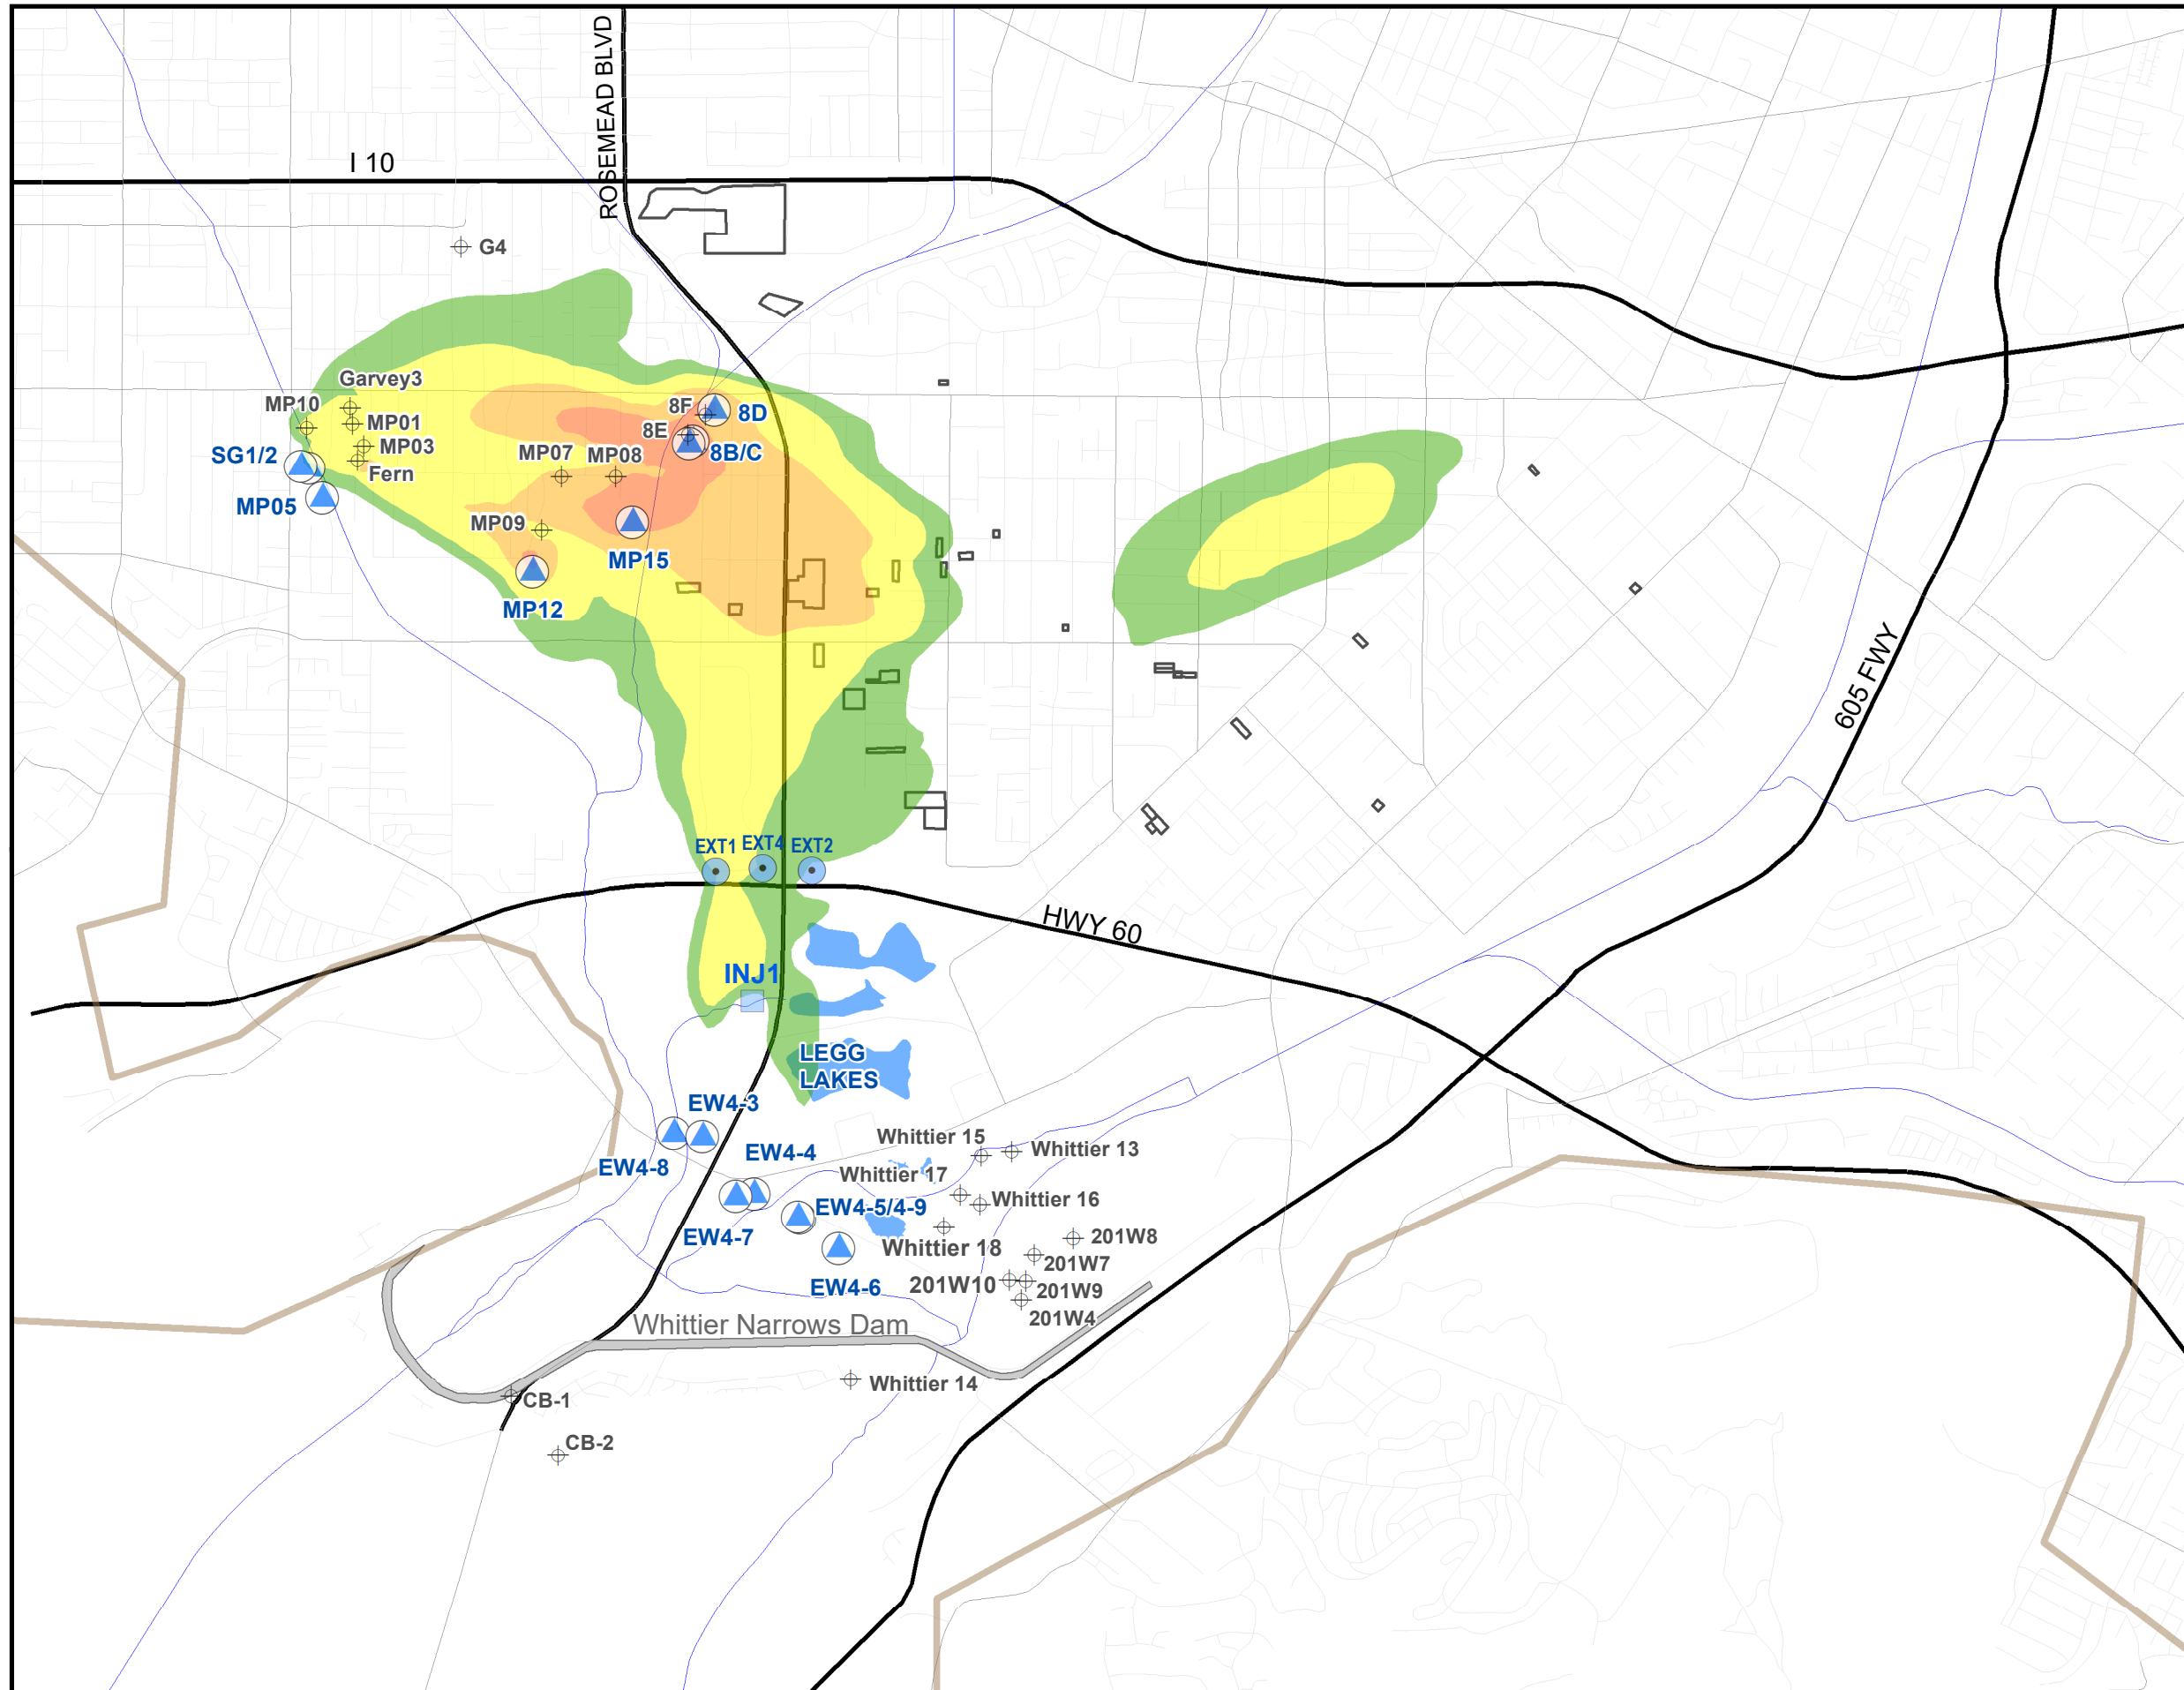 ROSEMEAD BLVD
I 10
G4
Garvey3
MP10
MP01
MP03
Fern
SG1/2
MP05
8F
8D
8E
8B/C
MP07
MP08
MP09
MP15
MP12
605 FWY
EXT1
EXT4
EXT2
HWY 60
INJ1
LEGG
LAKES
EW4-3
EW4-8
EW4-4
EW4-7
EW4-5/4-9
EW4-6
Whittier 15
Whittier 13
Whittier 17
Whittier 16
Whittier 18
201W8
201W7
201W10
201W9
201W4
Whittier Narrows Dam
Whittier 14
CB-1
CB-2